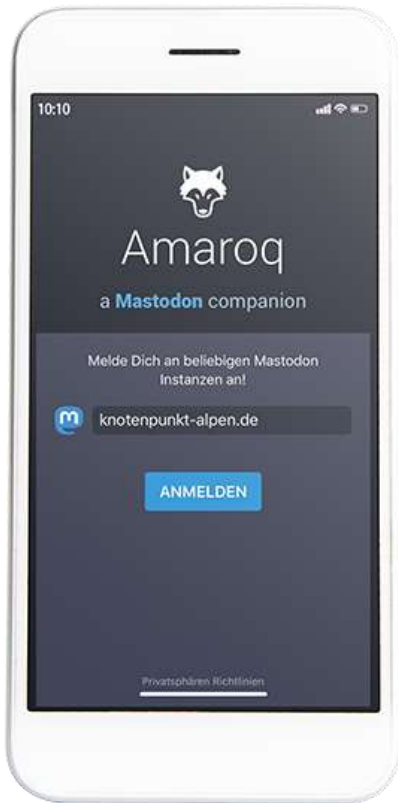 10:10
Amaroq
a Mastodon companion
Melde Dich an beliebigen Mastodon
Instanzen an!
knotenpunkt-alpen.de
ANMELDEN
Privatsphären Richtlinien